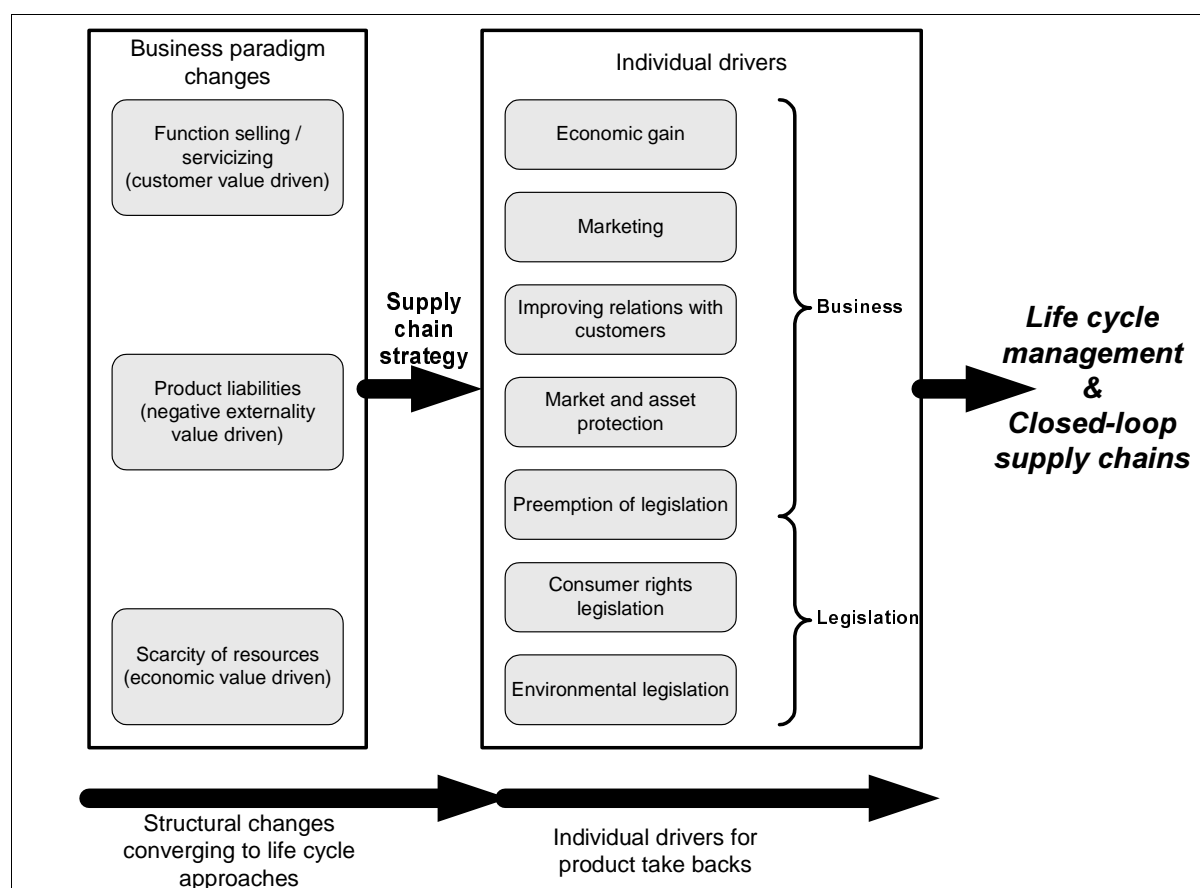 Business paradigm
changes
Function selling /
servicizing
(customer value driven)
Product liabilities
(negative externality
value driven)
Scarcity of resources
(economic value driven)
Supply
chain
strategy
Individual drivers
Economic gain
Marketing
Improving relations with
customers
Market and asset
protection
Preemption of legislation
Consumer rights
legislation
Environmental legislation
Business
Legislation
Life cycle
management
&
Closed-loop
supply chains
Structural changes
converging to life cycle
approaches
Individual drivers for
product take backs